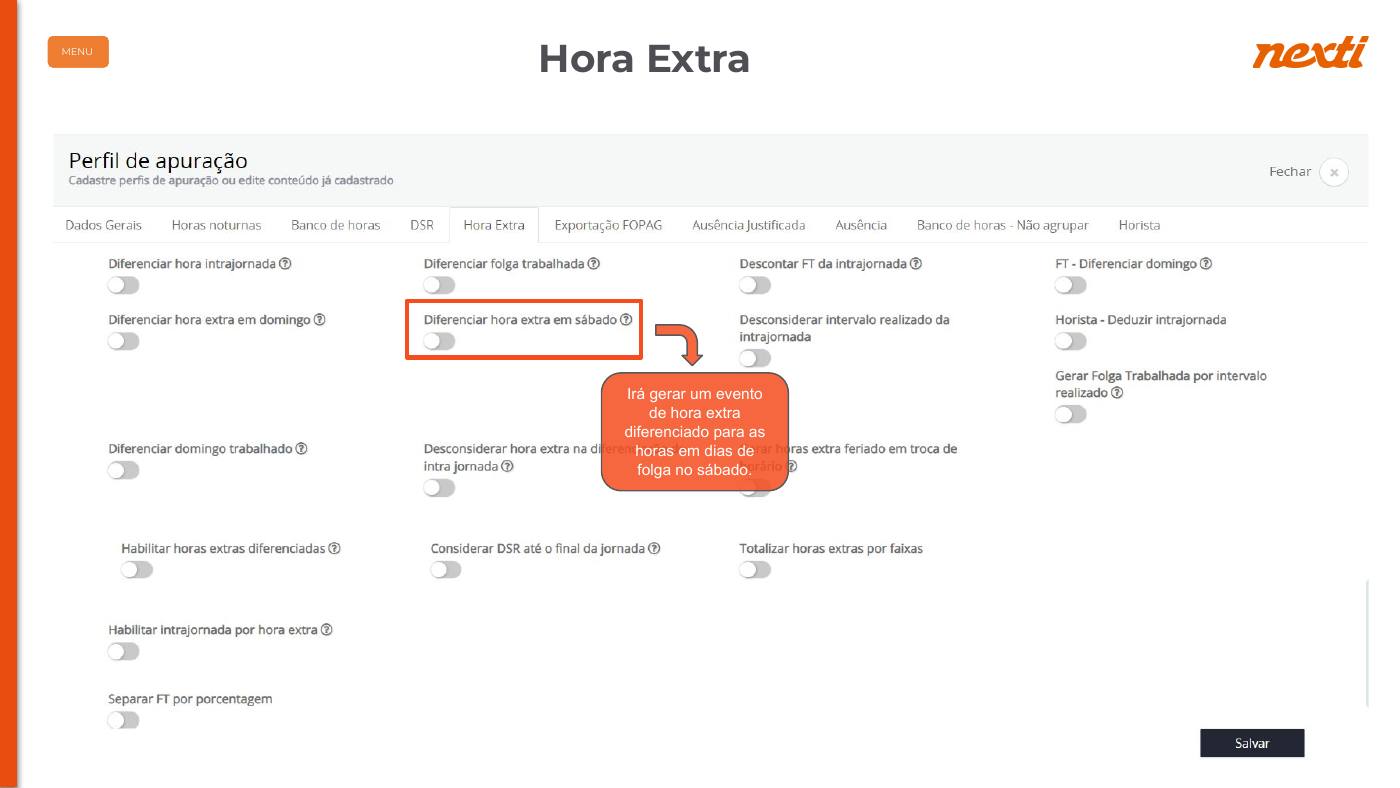 MENU
Hora Extra
nexti
Perfil de apuração
Cadastre perfis de apuração ou edite conteúdo já cadastrado
Fechar
Dados Gerais Horas noturnas Banco de horas DSR Hora Extra Exportação FOPAG Ausência Justificada Ausência Banco de horas - Não agrupar Horista
Diferenciar hora intrajornada Diferenciar folga trabalhada Descontar FT da intrajornada FT - Diferenciar domingo
Diferenciar hora extra em domingo Diferenciar hora extra em sábado Desconsiderar intervalo realizado da
intrajornada
Horista - Deduzir intrajornada
Gerar Folga Trabalhada por intervalo
realizado
Irá gerar um evento
de hora extra
diferenciado para as
horas em dias de
folga no sábado.
Diferenciar domingo trabalhado
Desconsiderar hora extra na
intra jornada
horas extra feriado em troca de
Habilitar horas extras diferenciadas Considerar DSR até o final da jornada Totalizar horas extras por faixas
Habilitar intrajornada por hora extra
Separar FT por porcentagem
Salvar